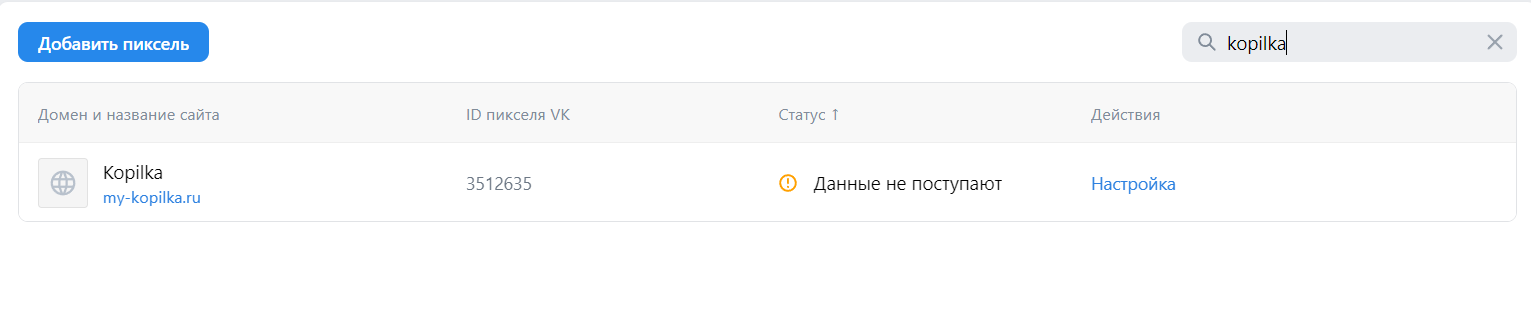 Добавить пиксель
kopilka
Домен и название сайта
ID пикселя VK
Статус ↑
Действия
Kopilka
my-kopilka.ru
3512635
Данные не поступают
Настройка